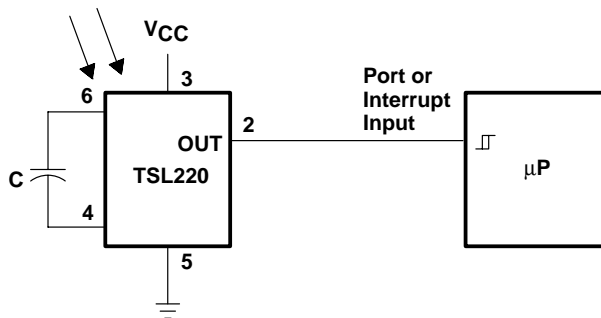 VCC
3
6
Port or
Interrupt
Input
2
OUT
TSL220
μP
C
4
5